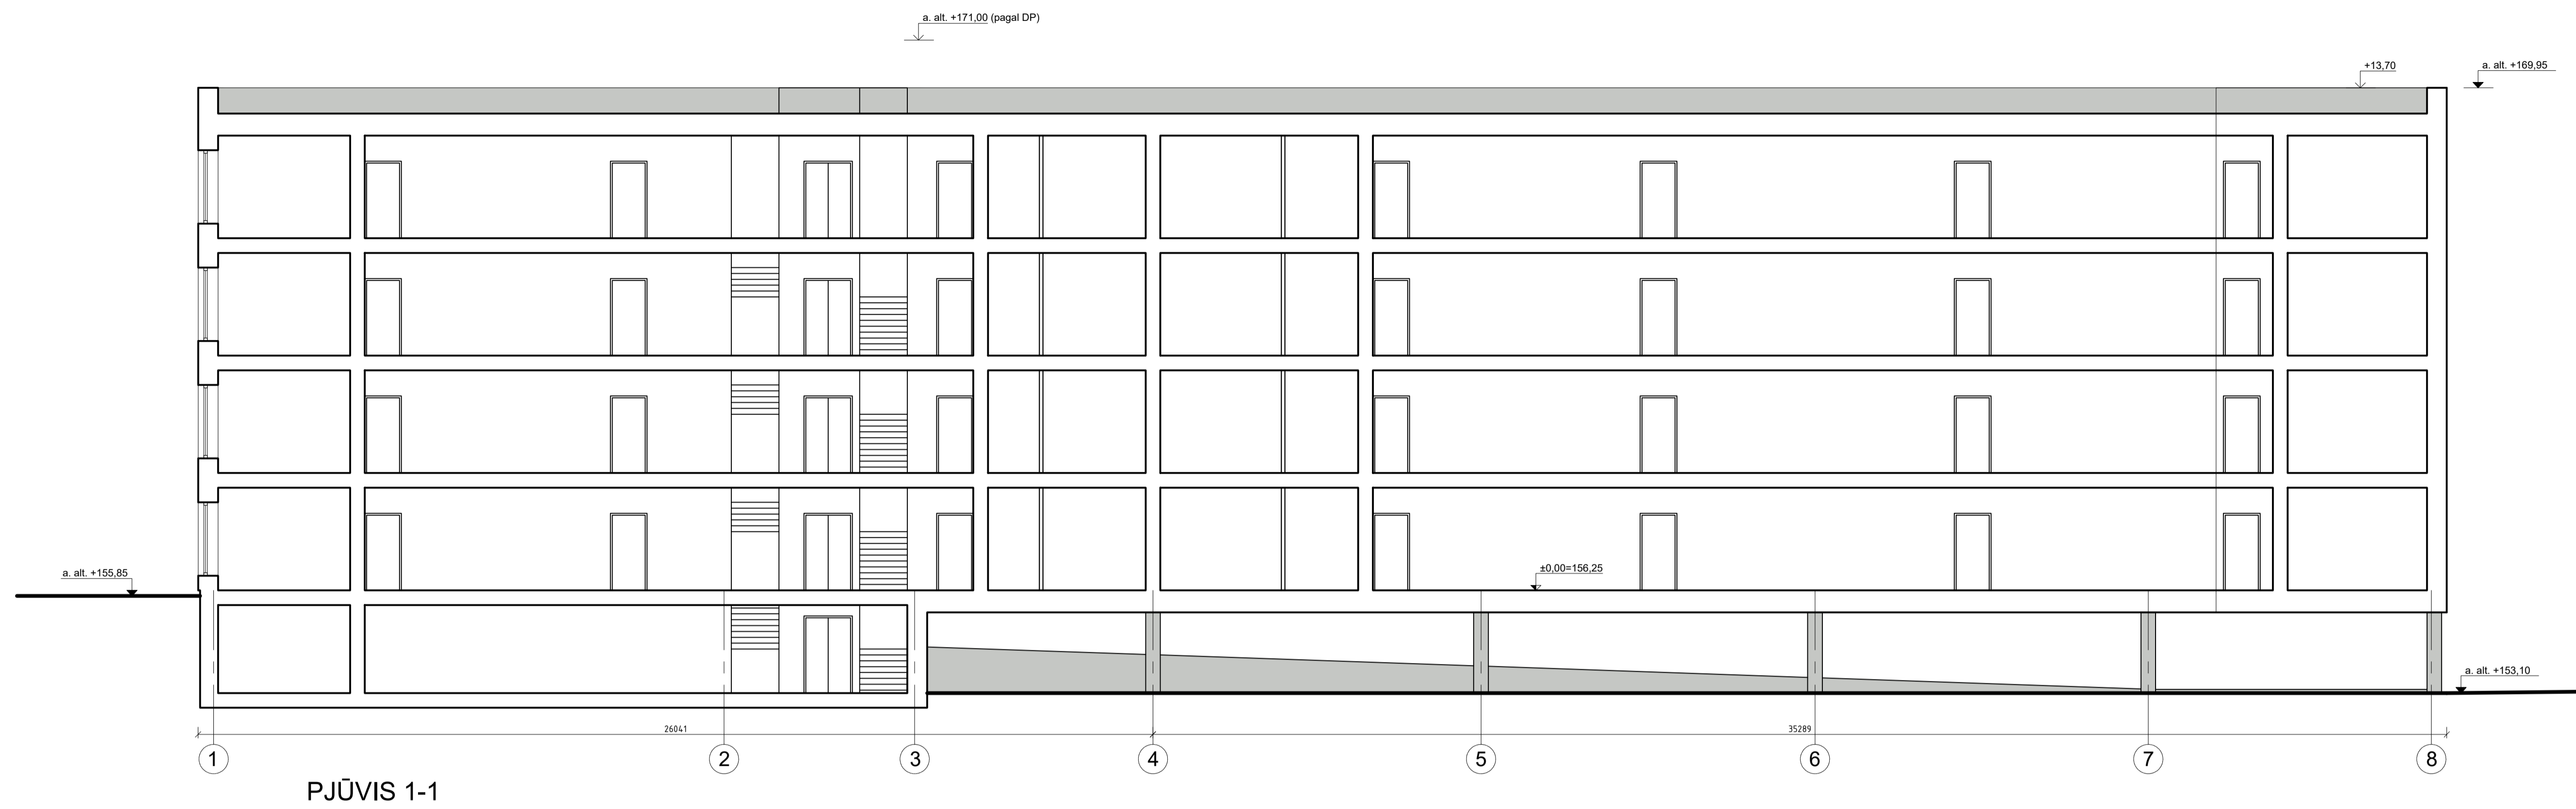 a. alt. +171,00 (pagal DP)
+13,70
a. alt. +169,95
a. alt. +155,85
±0,00=156,25
a. alt. +153,10
26041
35289
1
2
3
4
5
6
7
8
PJŪVIS 1-1